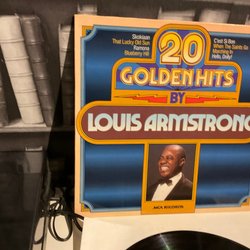 Skokiaan
That Lucky Old Sun
Ramona
Blueberry Hill
20
C'est Si Bon
When The Saints Go
Marching In
Hello, Dolly!
GOLDEN HITS
BY
LOUIS ARMSTRONG